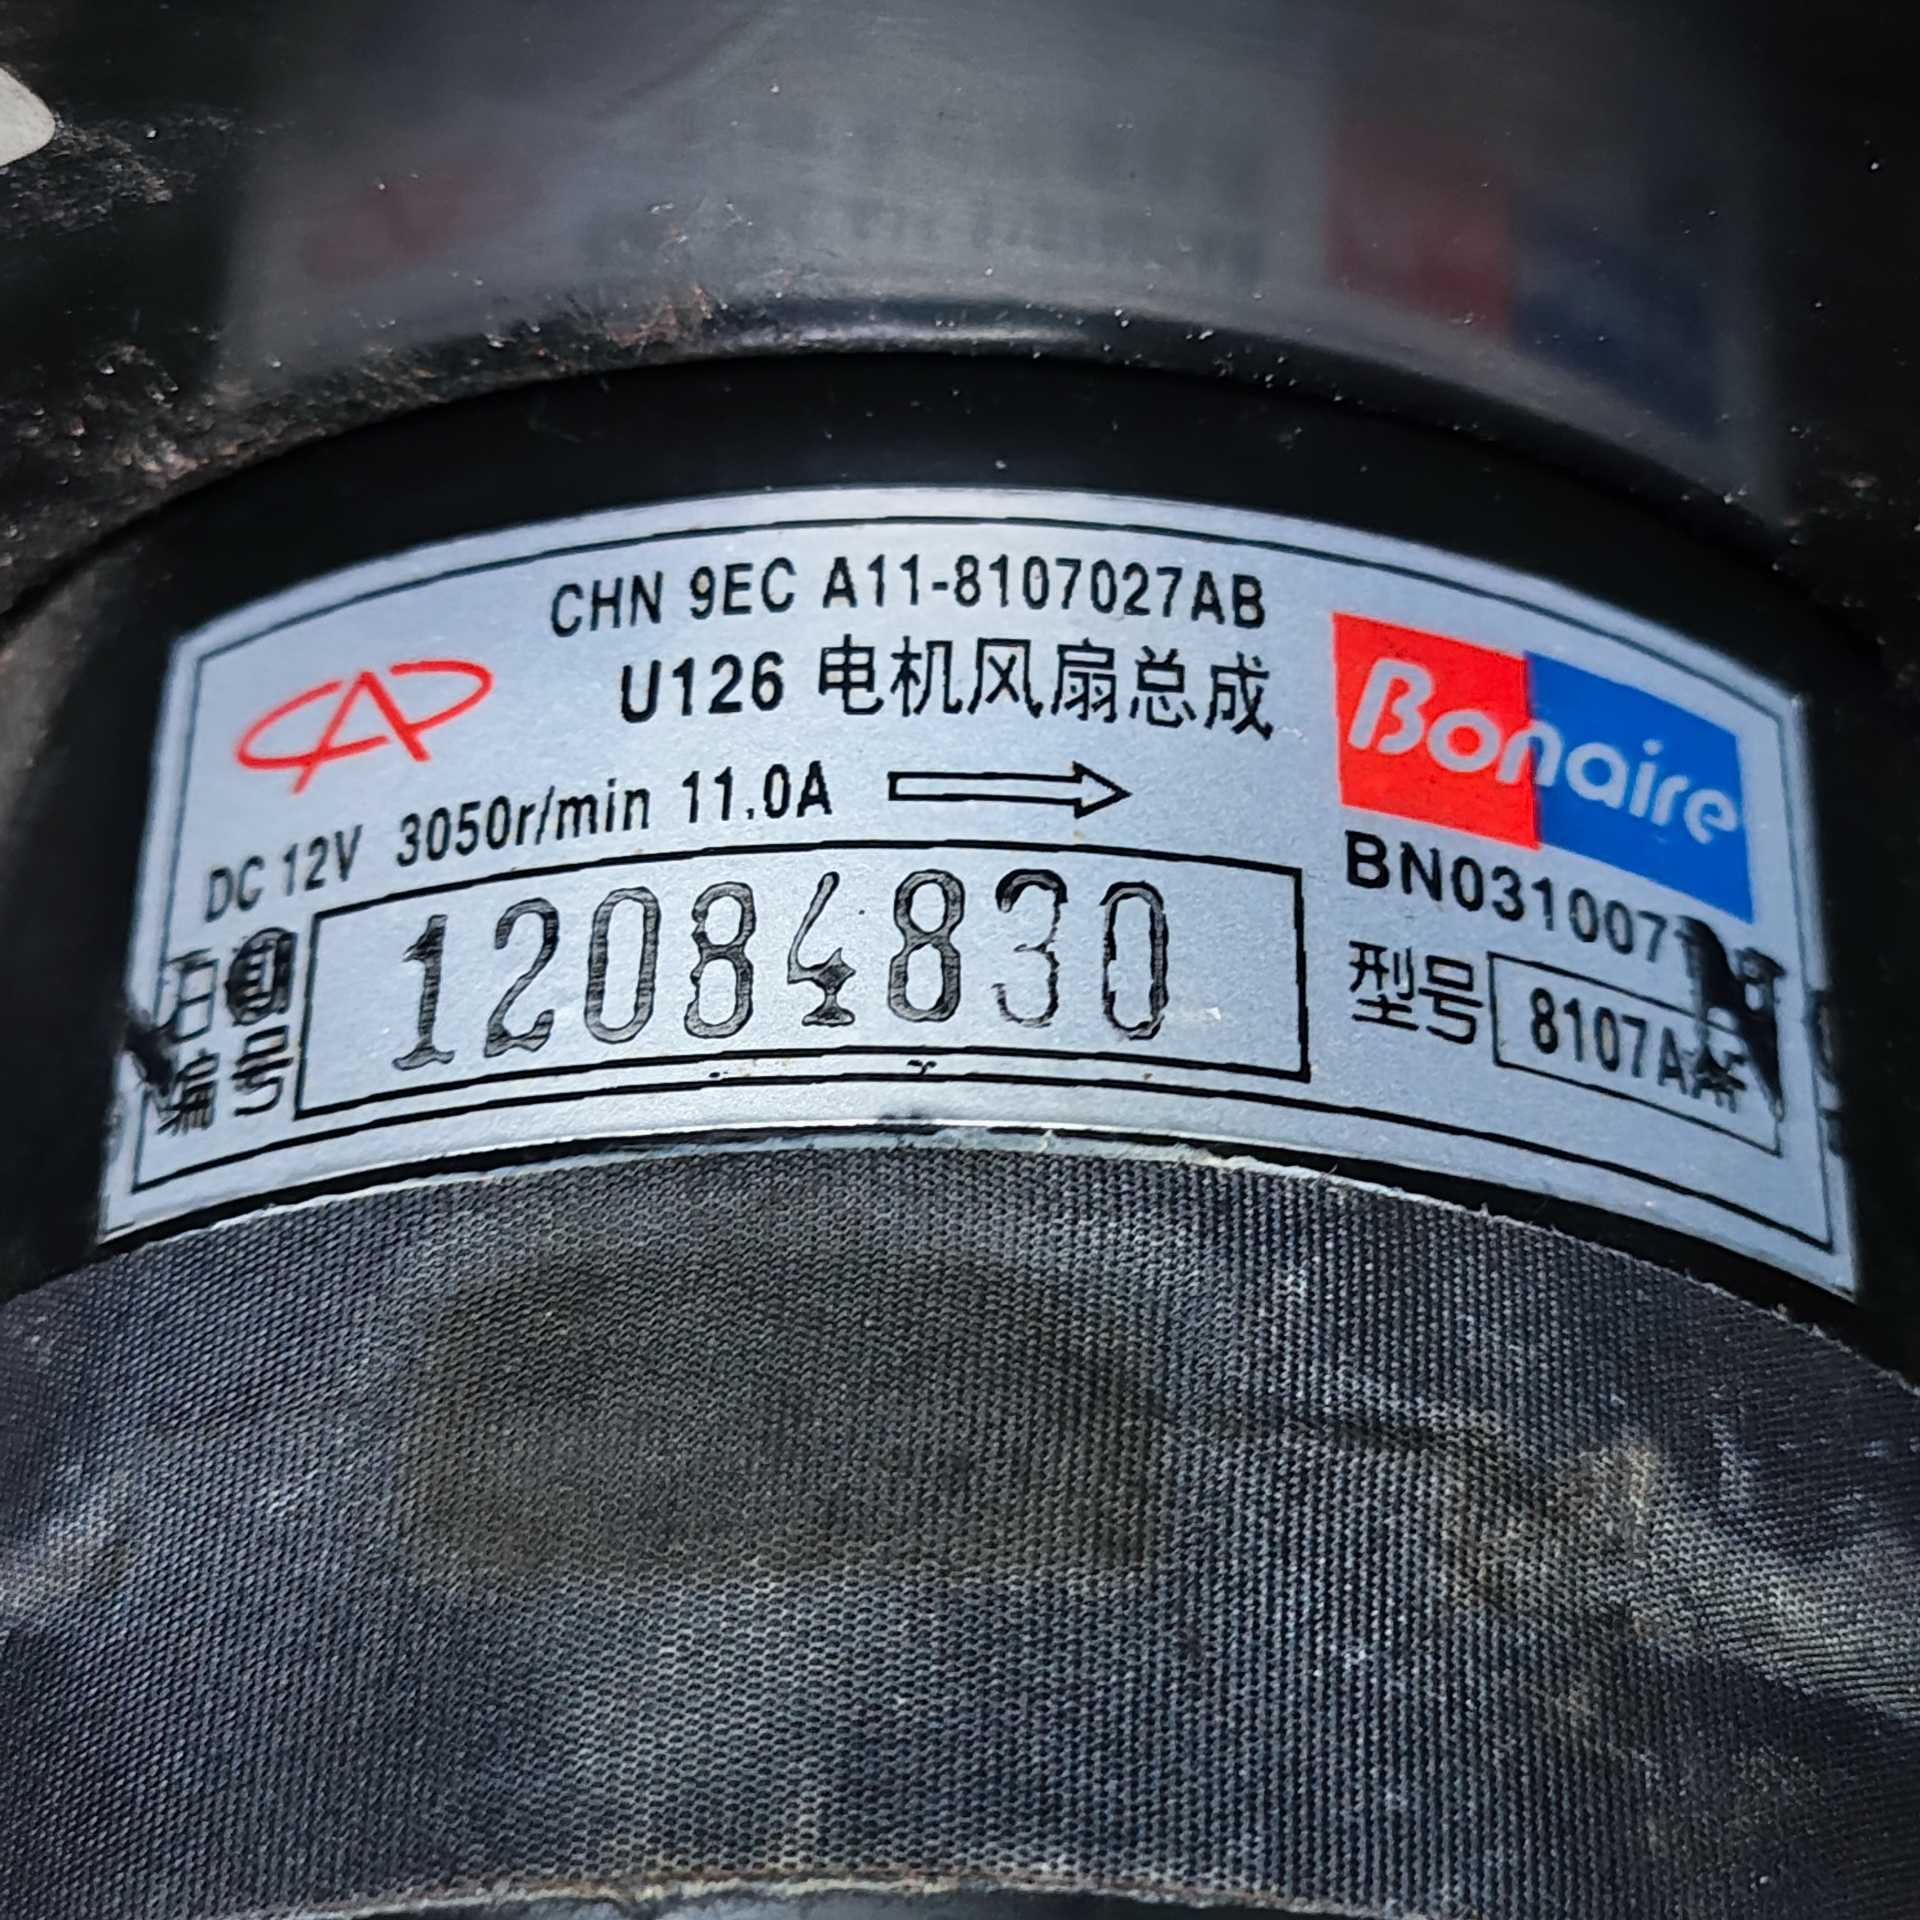 CHN 9EC A11-8107027AB
U126 电机风扇总成
Bonaire
DC 12V 3050r/min 11.0A
BN0310071
编号
12084830
型号
8107A